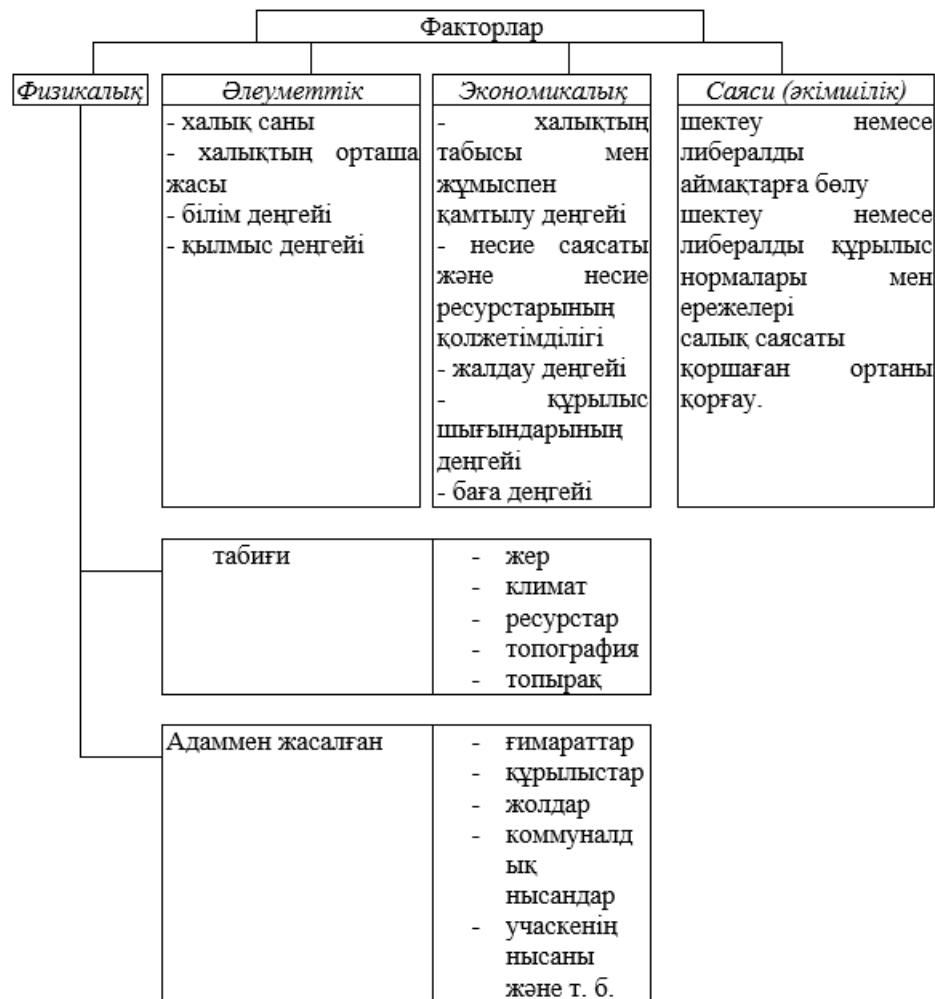 Факторлар
Физикалық
Әлеуметтік
- халық саны
- халықтың орташа
жасы
- білім деңгейі
- қылмыс деңгейі
Экономикалық
- халықтың
табысы мен
жұмыспен
қамтылу деңгейі
- несие саясаты
және несие
ресурстарының
қолжетімділігі
- жалдау деңгейі
- құрылыс
шығындарының
деңгейі
- баға деңгейі
Саяси (әкімшілік)
шектеу немесе
либералды
аймақтарға бөлу
шектеу немесе
либералды құрылыс
нормалары мен
ережелері
салық саясаты
қоршаған ортаны
қорғау.
табиғи
- жер
- климат
- ресурстар
- топография
- топырақ
Адаммен жасалған
- ғимараттар
- құрылыстар
- жолдар
- коммуналд
ық
нысандар
- учаскенің
нысаны
және т. б.